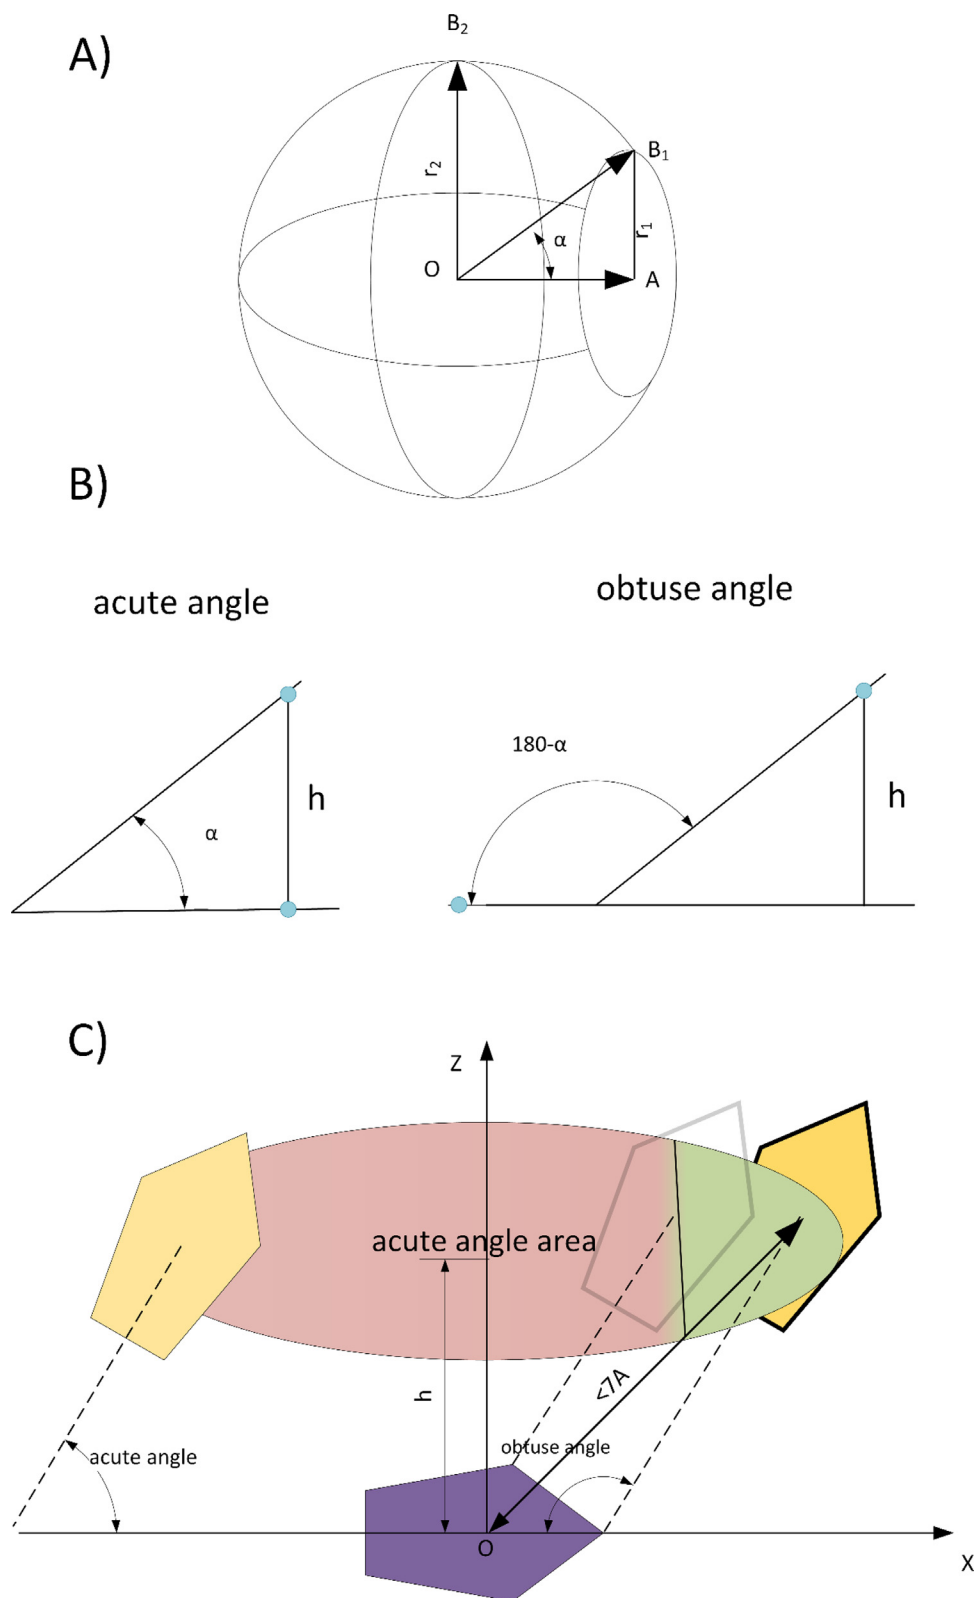 A)
B₂
B₁
r₂
r₁
α
O
A
B)
acute angle
obtuse angle
180-α
α
h
h
C)
Z
acute angle area
<7A
h
obtuse angle
acute angle
O
X